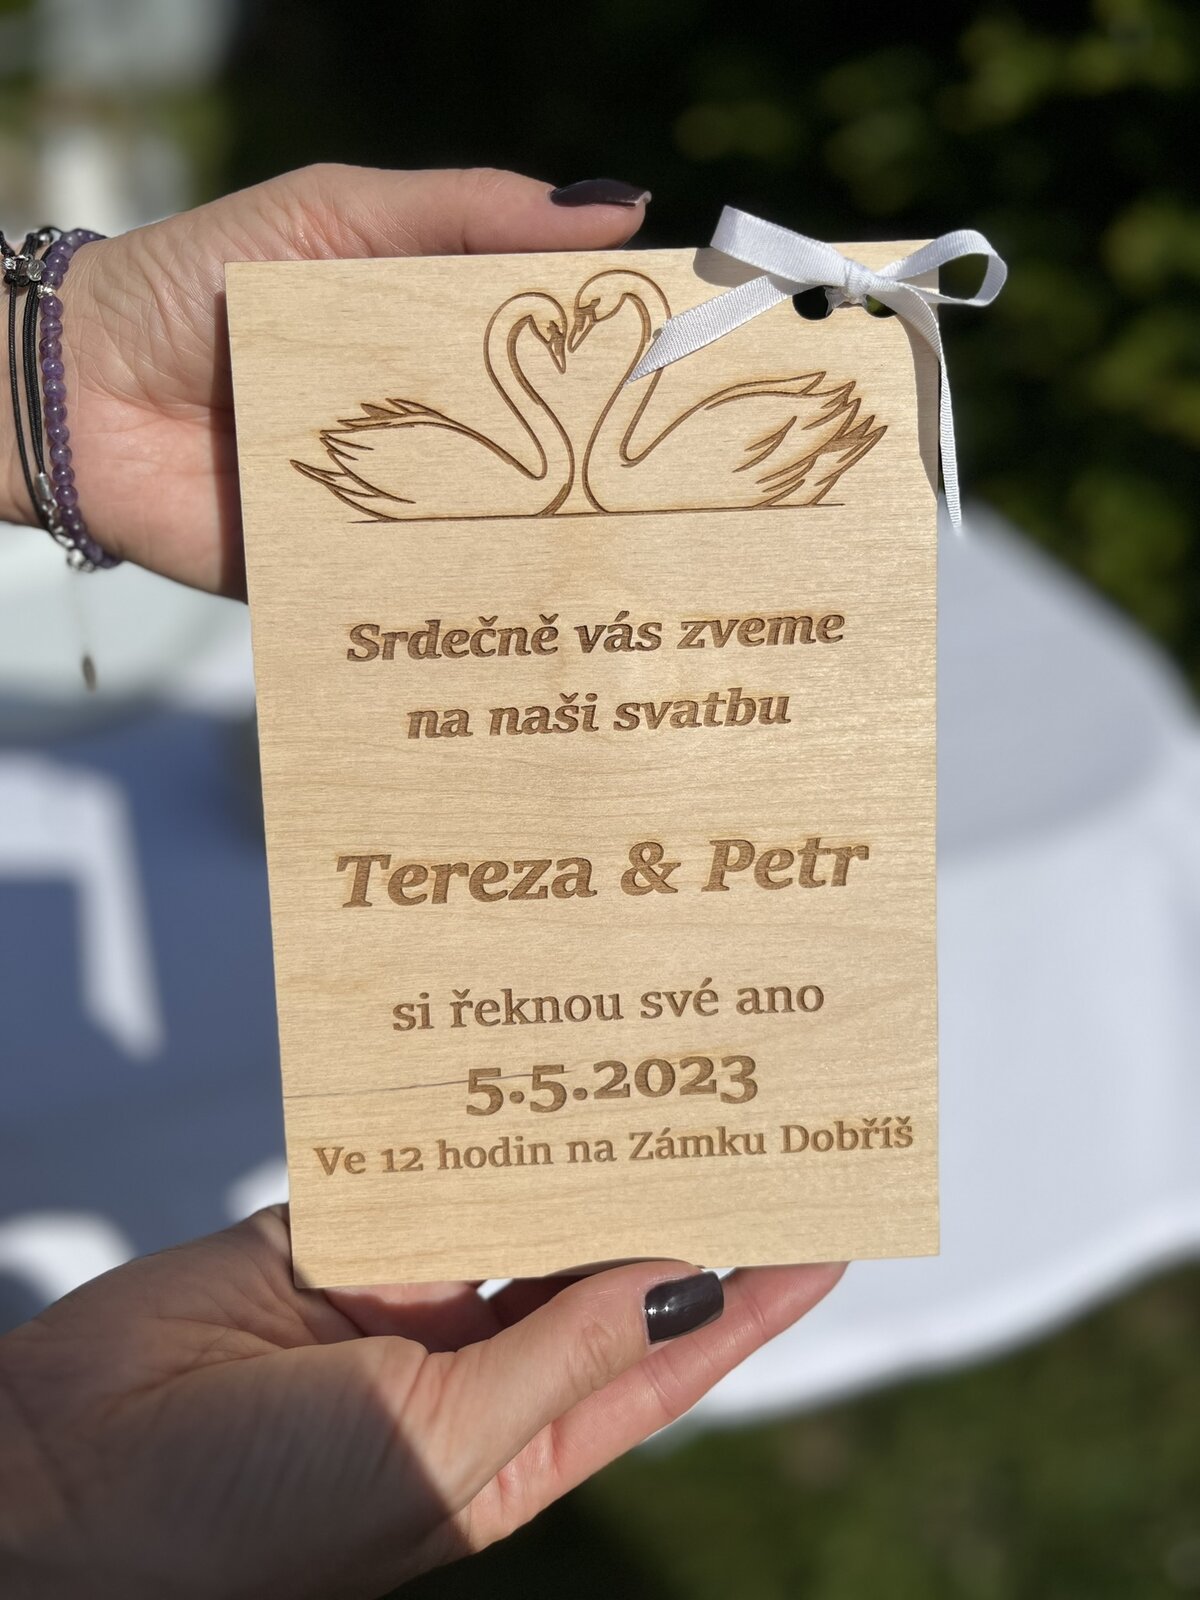 Srdečně vás zveme
na naši svatbu
Tereza & Petr
si řeknou své ano
5.5.2023
Ve 12 hodin na Zámku Dobříš